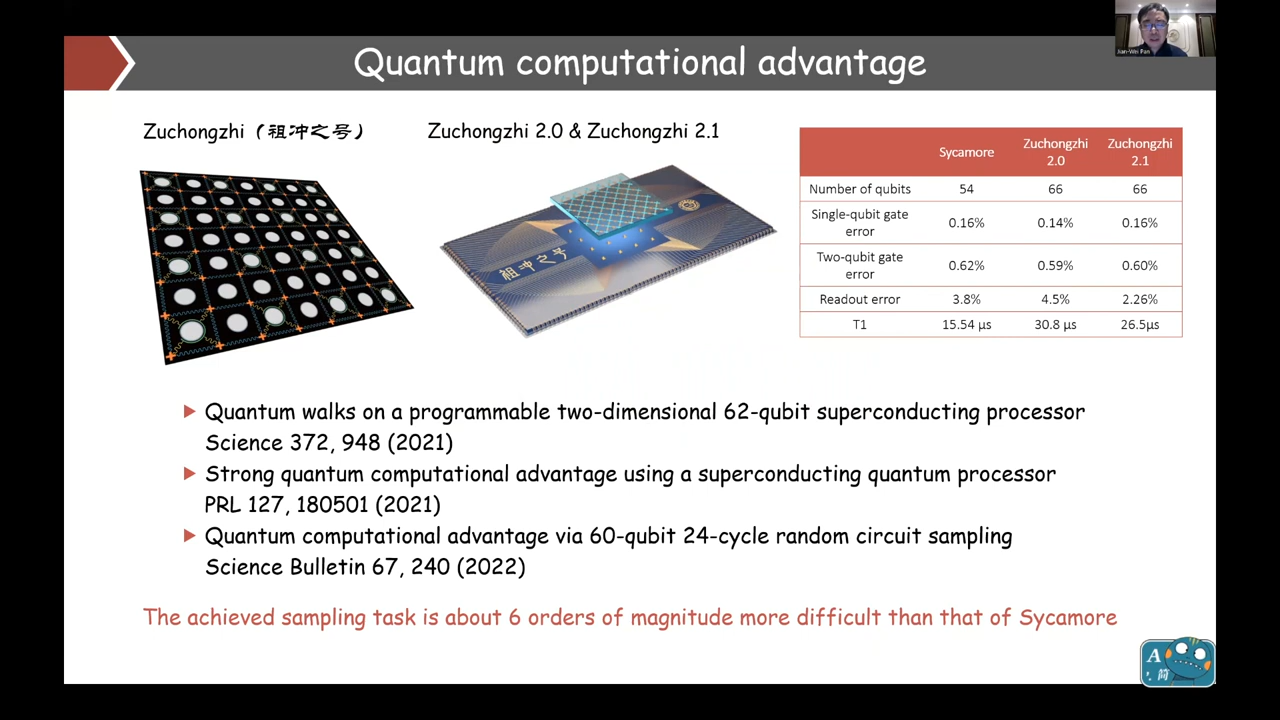 Quantum computational advantage
Jian-Wei Pan
Zuchongzhi（祖冲之号）
Zuchongzhi 2.0 & Zuchongzhi 2.1
祖冲之号
Sycamore
Zuchongzhi 2.0
Zuchongzhi 2.1
Number of qubits 54 66 66
Single-qubit gate error 0.16% 0.14% 0.16%
Two-qubit gate error 0.62% 0.59% 0.60%
Readout error 3.8% 4.5% 2.26%
T1 15.54 μs 30.8 μs 26.5μs
Quantum walks on a programmable two-dimensional 62-qubit superconducting processor
Science 372, 948 (2021)
Strong quantum computational advantage using a superconducting quantum processor
PRL 127, 180501 (2021)
Quantum computational advantage via 60-qubit 24-cycle random circuit sampling
Science Bulletin 67, 240 (2022)
The achieved sampling task is about 6 orders of magnitude more difficult than that of Sycamore
A
简